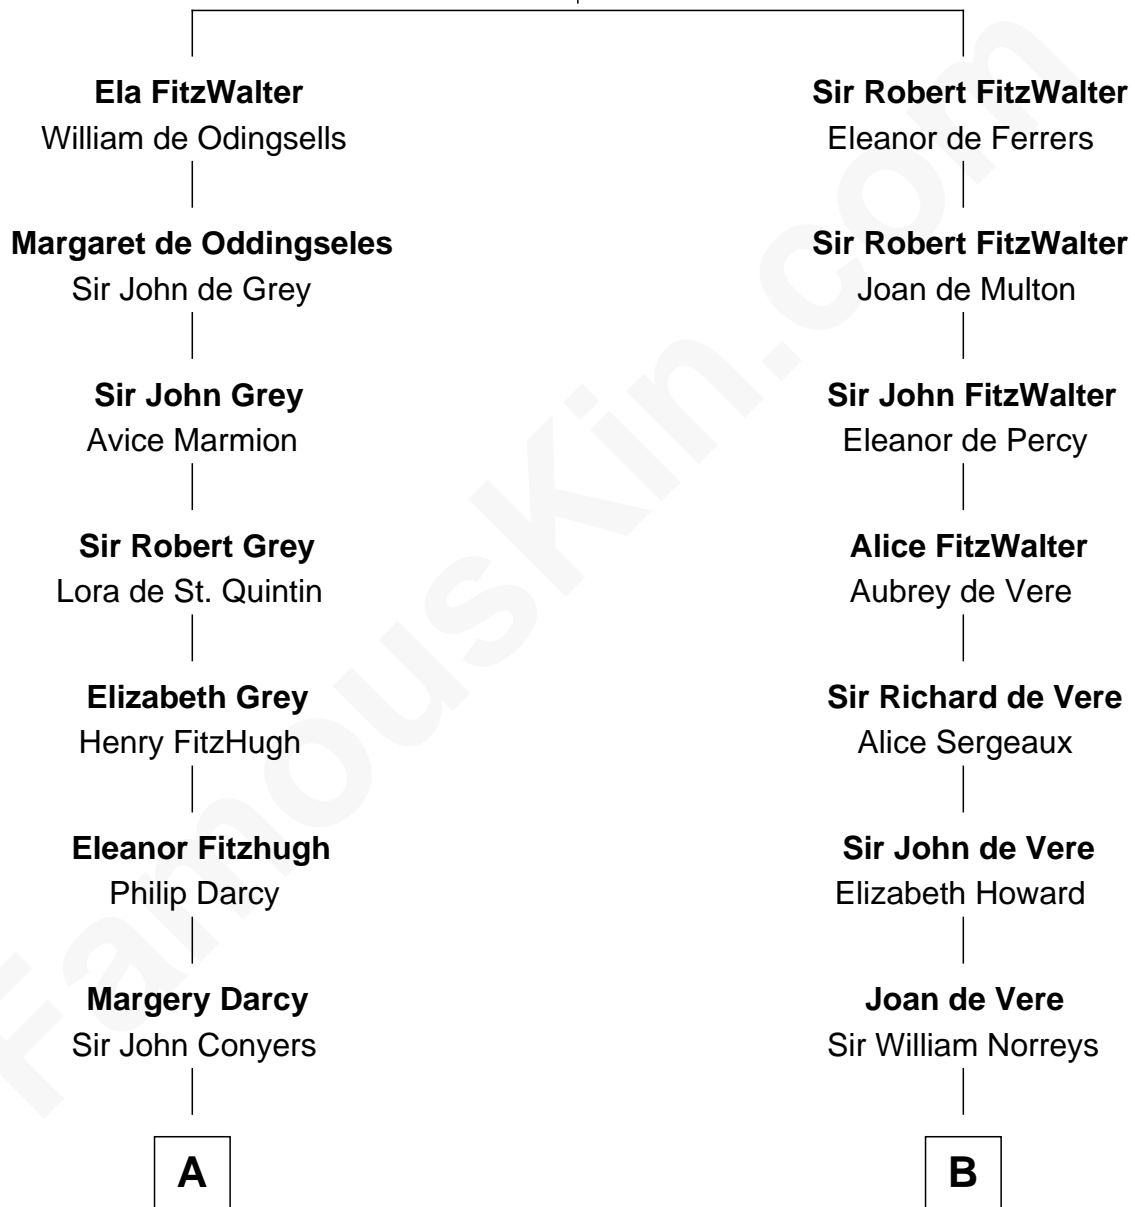 Ela FitzWalter
William de Odingsells
Margaret de Oddingseles
Sir John de Grey
Sir John Grey
Avice Marmion
Sir Robert Grey
Lora de St. Quintin
Elizabeth Grey
Henry FitzHugh
Eleanor Fitzhugh
Philip Darcy
Margery Darcy
Sir John Conyers
A
Sir Robert FitzWalter
Eleanor de Ferrers
Sir Robert FitzWalter
Joan de Multon
Sir John FitzWalter
Eleanor de Percy
Alice FitzWalter
Aubrey de Vere
Sir Richard de Vere
Alice Sergeaux
Sir John de Vere
Elizabeth Howard
Joan de Vere
Sir William Norreys
B
FamousKin.com